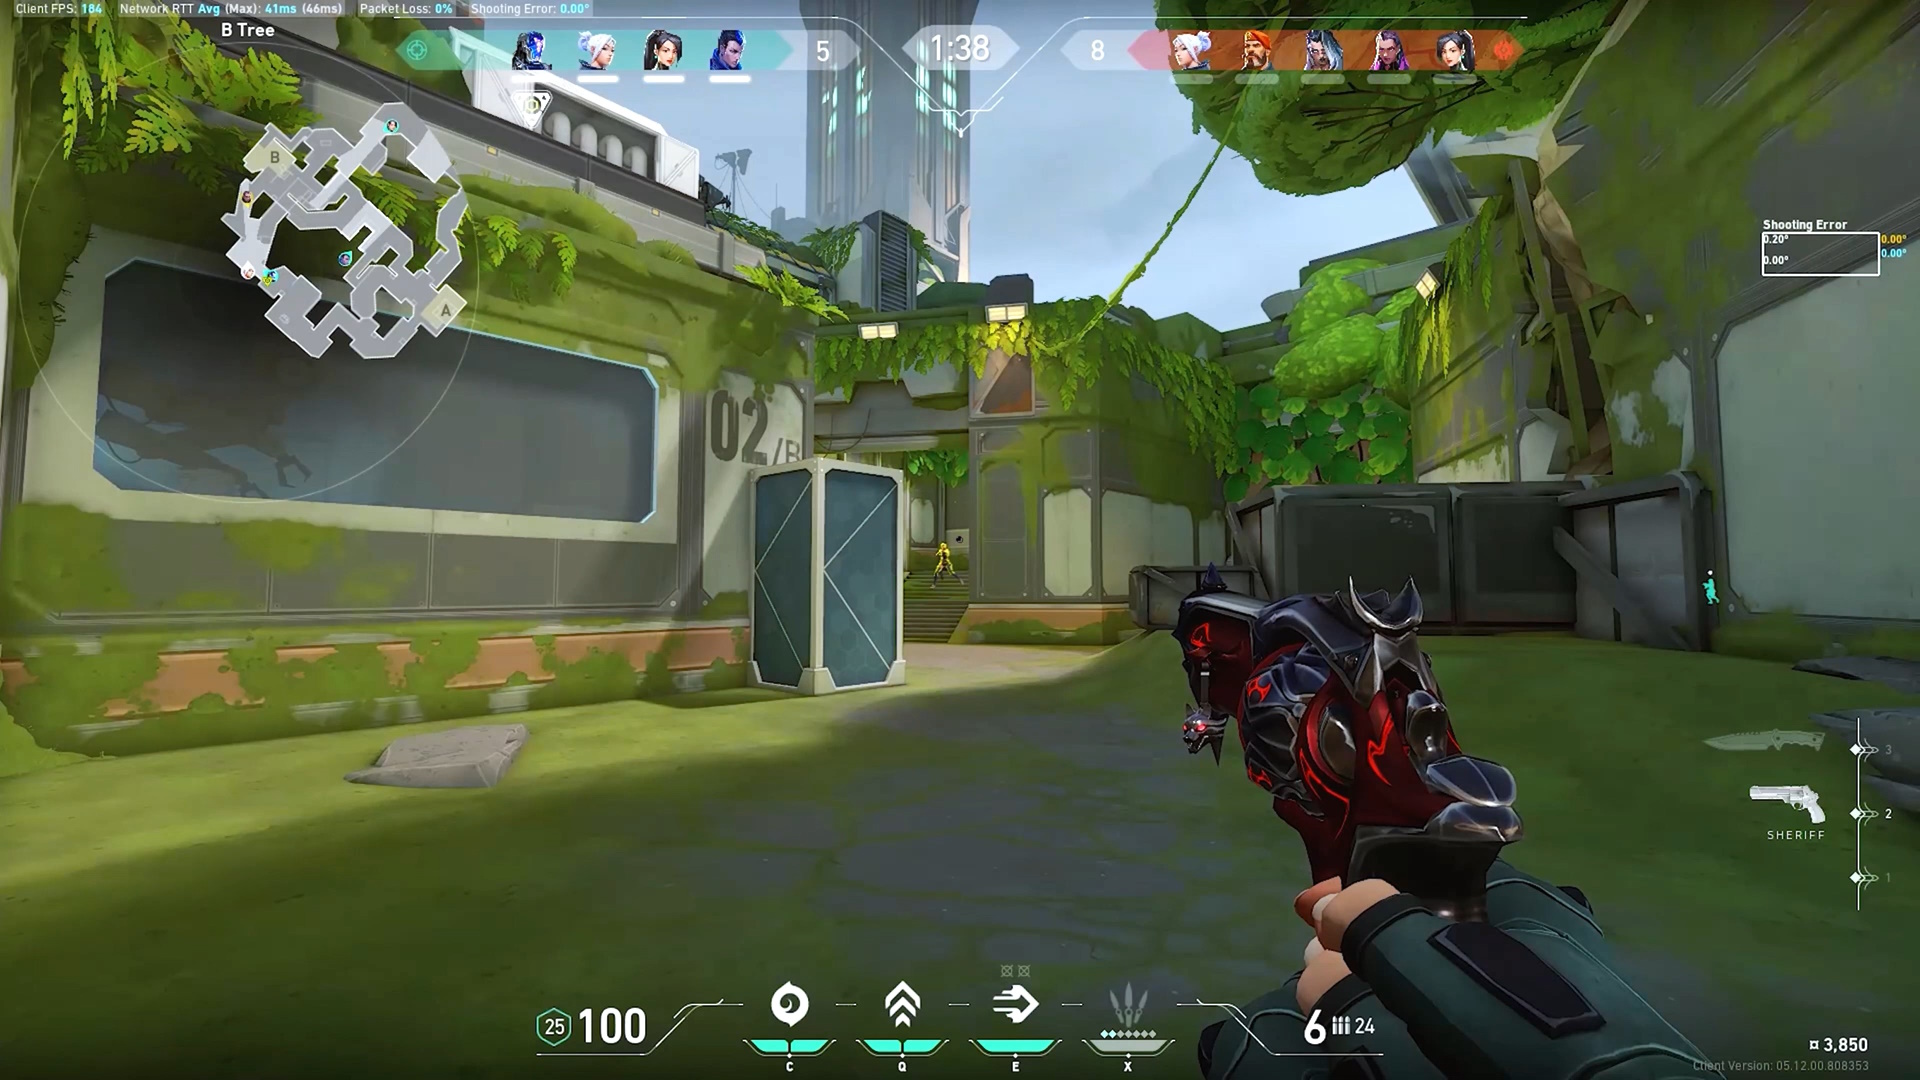 Client FPS: 184 Network RTT Avg (Max): 41ms (46ms) Packet Loss: 0% Shooting Error: 0.00°
B Tree
5 1:38 8
B
A
Shooting Error
0.20° 0.00°
0.00° 0.00°
02/B
3
2
SHERIFF
1
25 100
C Q E X
6 24
¤ 3,850
Client Version: 05.12.00.808353